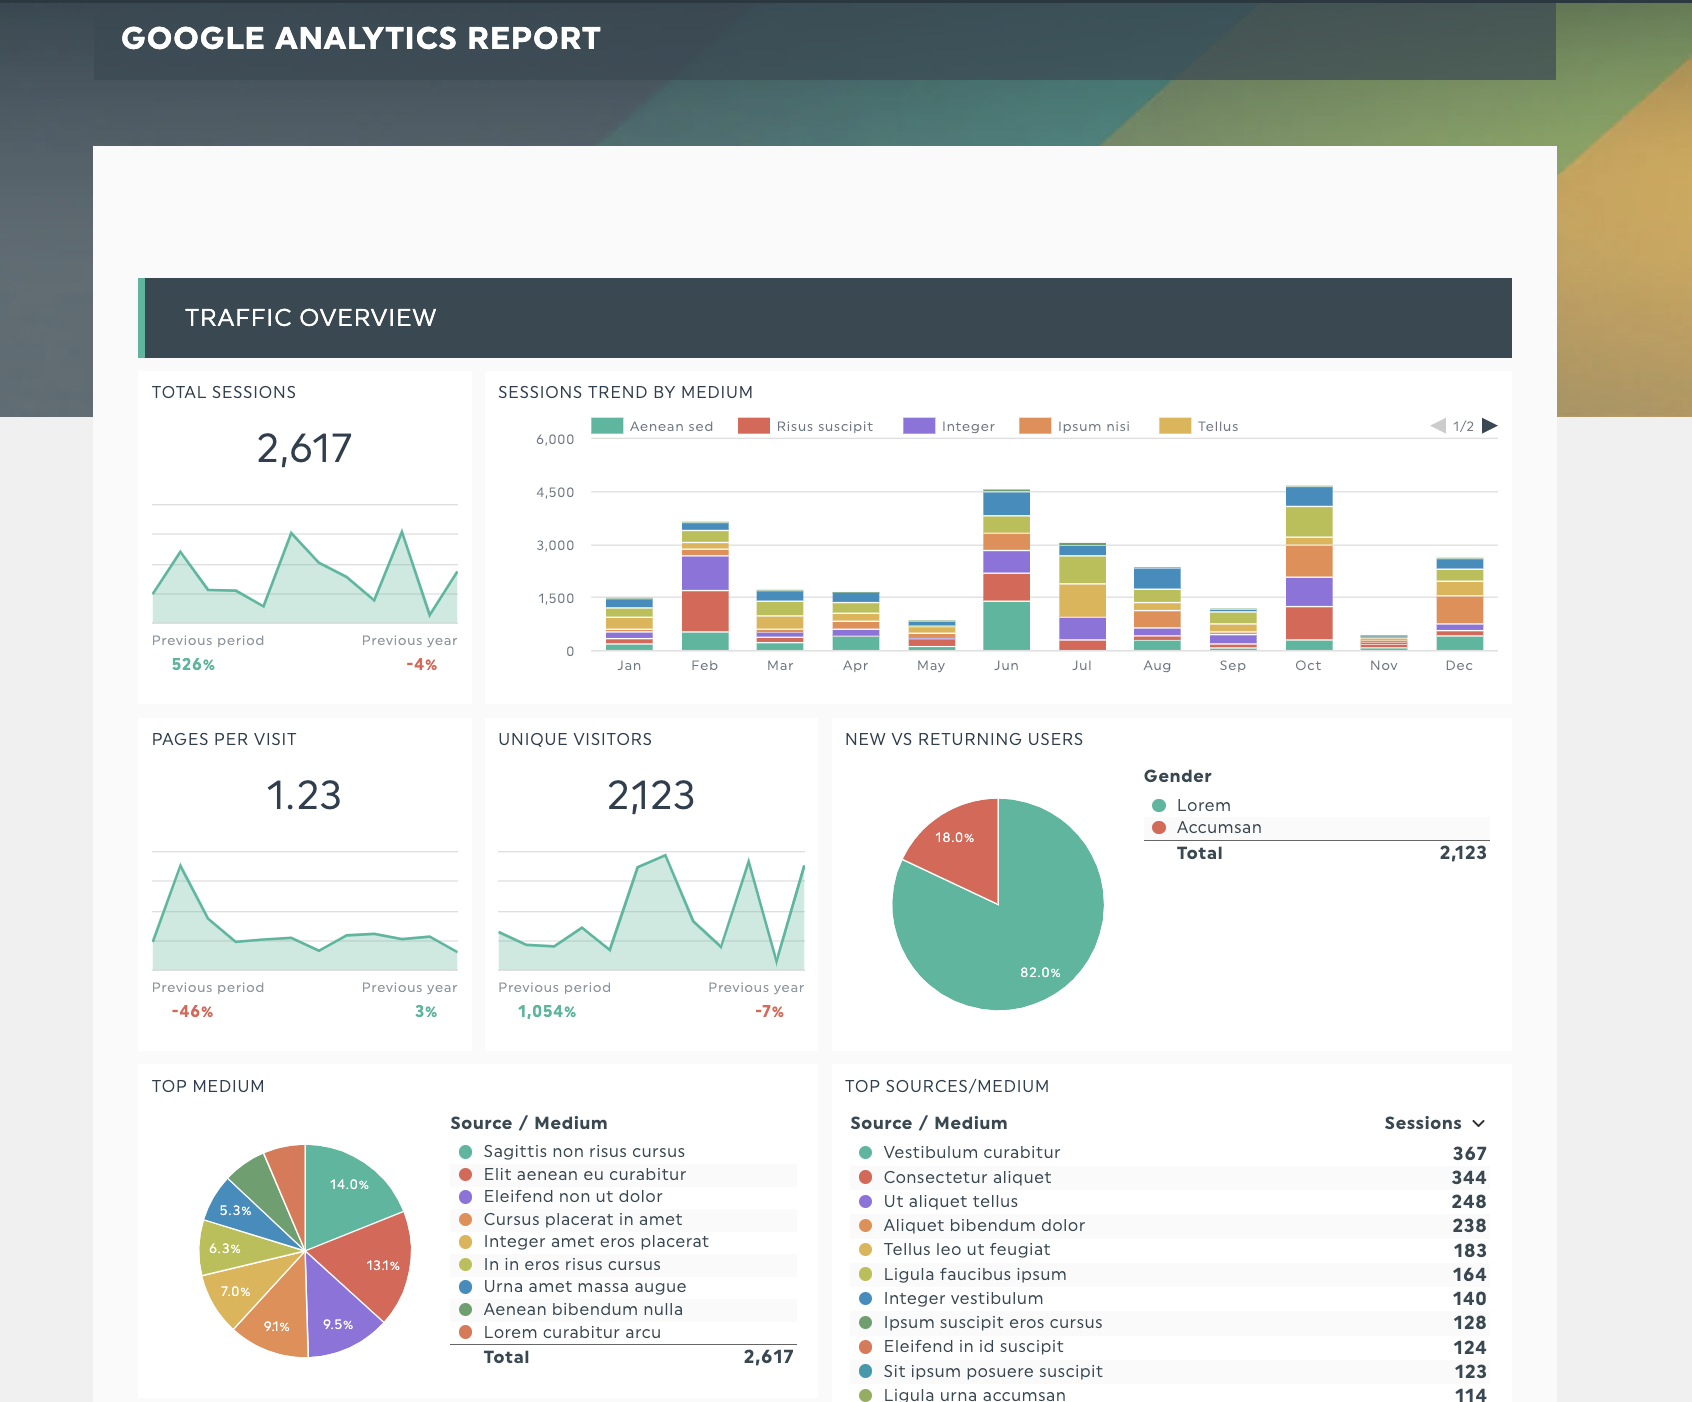 GOOGLE ANALYTICS REPORT
TRAFFIC OVERVIEW
TOTAL SESSIONS
2,617
Previous period Previous year
526% -4%
SESSIONS TREND BY MEDIUM
Aenean sed Risus suscipit Integer Ipsum nisi Tellus 1/2
6,000
4,500
3,000
1,500
0
Jan Feb Mar Apr May Jun Jul Aug Sep Oct Nov Dec
PAGES PER VISIT
1.23
Previous period Previous year
-46% 3%
UNIQUE VISITORS
2,123
Previous period Previous year
1,054% -7%
NEW VS RETURNING USERS
18.0%
82.0%
Gender
Lorem
Accumsan
Total 2,123
TOP MEDIUM
14.0%
13.1%
9.5%
9.1%
7.0%
6.3%
5.3%
Source / Medium
Sagittis non risus cursus
Elit aenean eu curabitur
Eleifend non ut dolor
Cursus placerat in amet
Integer amet eros placerat
In in eros risus cursus
Urna amet massa augue
Aenean bibendum nulla
Lorem curabitur arcu
Total 2,617
TOP SOURCES/MEDIUM
Source / Medium Sessions
Vestibulum curabitur 367
Consectetur aliquet 344
Ut aliquet tellus 248
Aliquet bibendum dolor 238
Tellus leo ut feugiat 183
Ligula faucibus ipsum 164
Integer vestibulum 140
Ipsum suscipit eros cursus 128
Eleifend in id suscipit 124
Sit ipsum posuere suscipit 123
Ligula urna accumsan 114